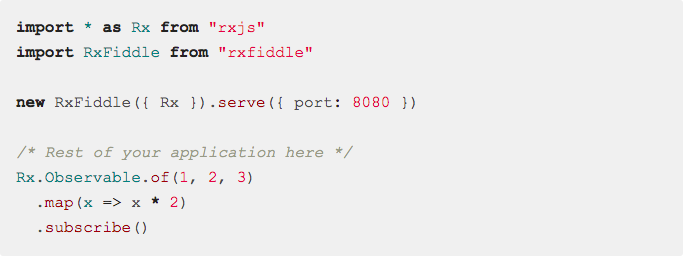 import * as Rx from "rxjs"
import RxFiddle from "rxfiddle"
new RxFiddle({ Rx }).serve({ port: 8080 })
/* Rest of your application here */
Rx.Observable.of(1, 2, 3)
.map(x => x * 2)
.subscribe()